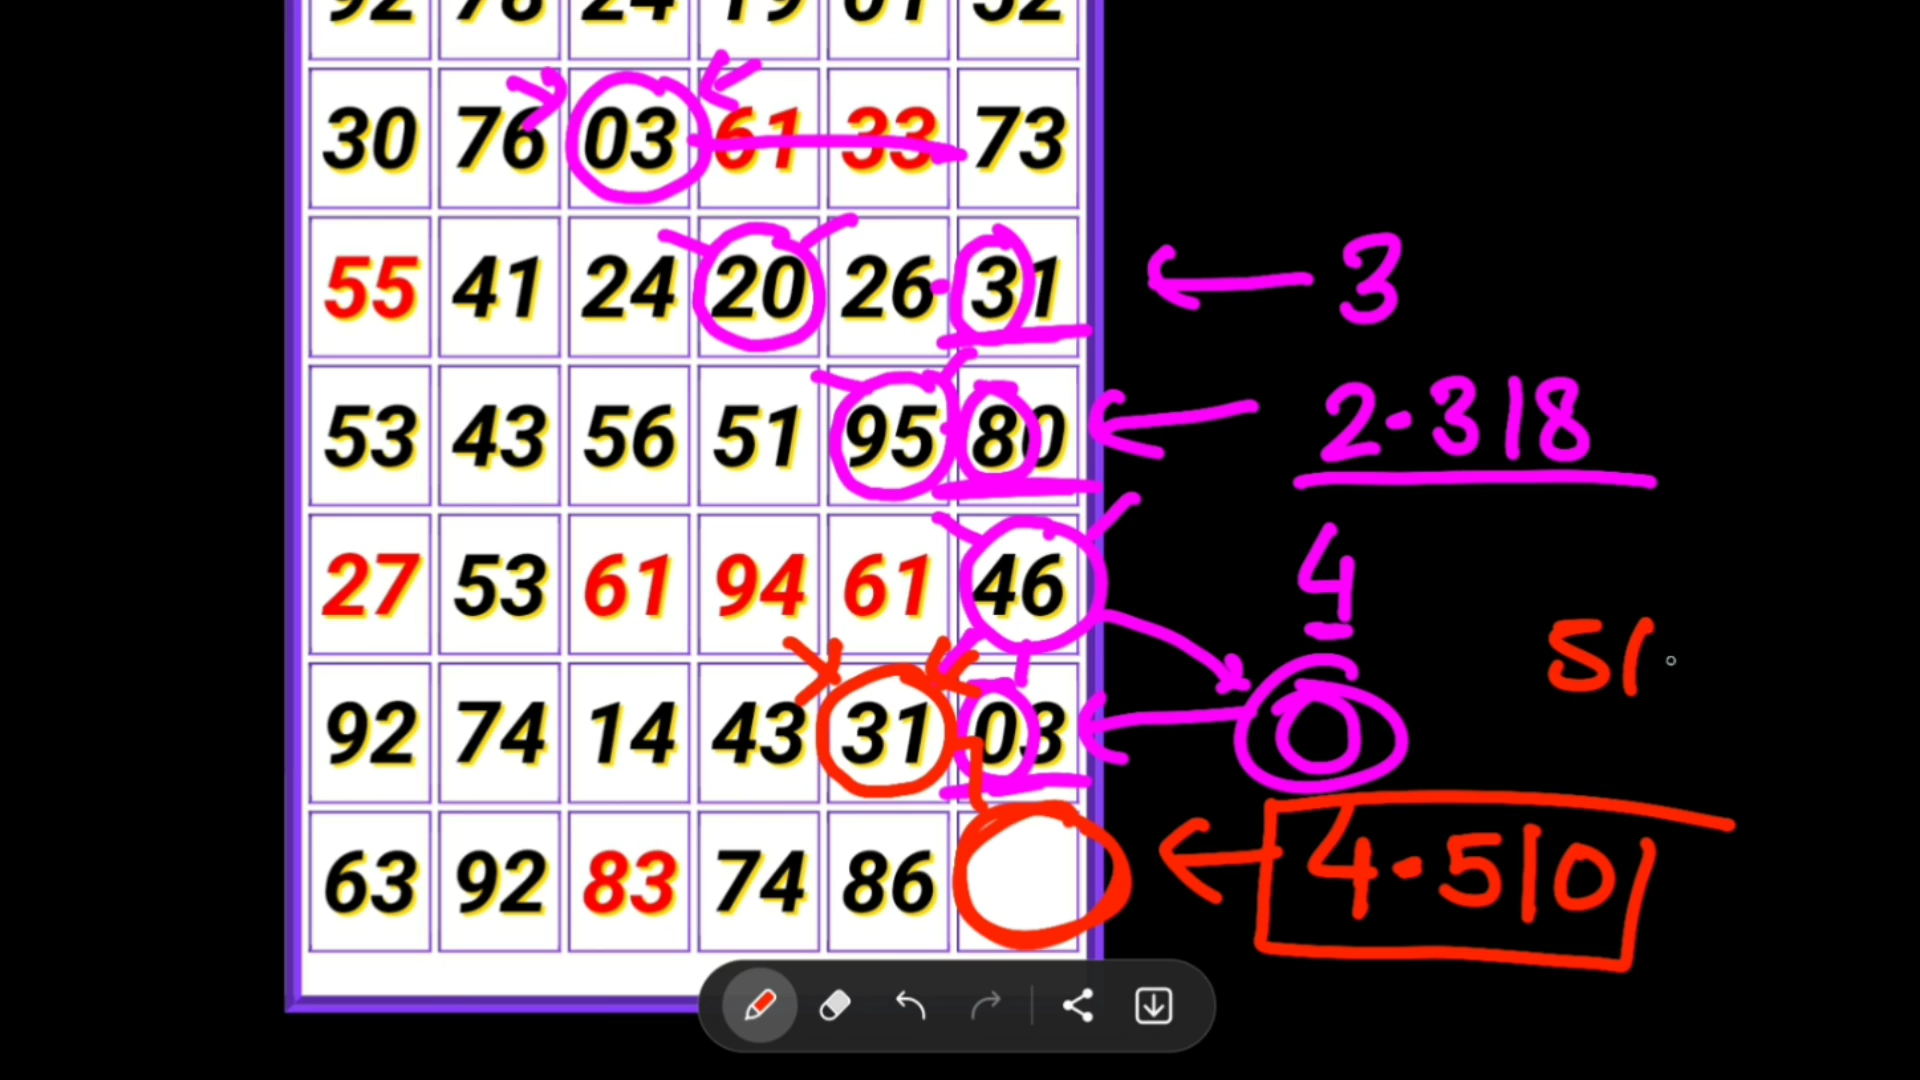 92 78 24 19 01 52
30 76 03 61 33 73
55 41 24 20 26 31
3
53 43 56 51 95 80
2.318
27 53 61 94 61 46
4
5(
92 74 14 43 31 03
0
63 92 83 74 86
4.510